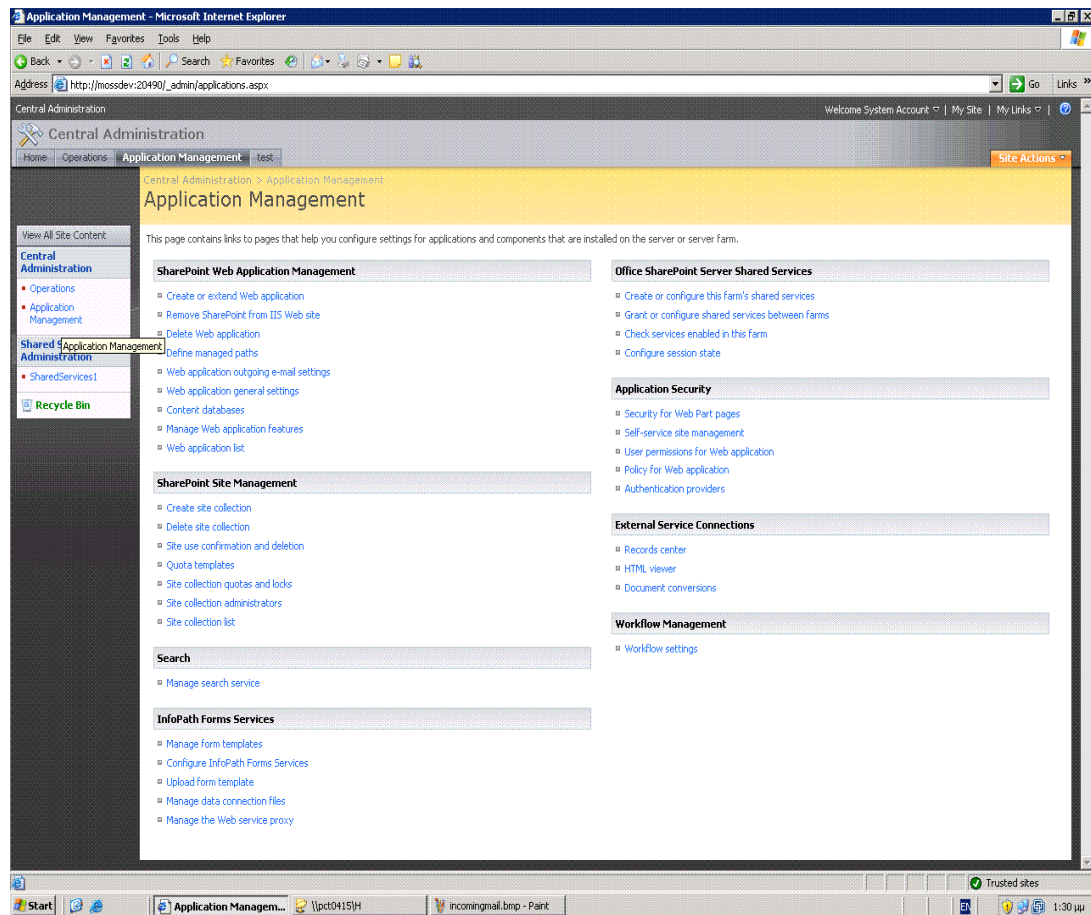 Application Management - Microsoft Internet Explorer
File Edit View Favorites Tools Help
Back Search Favorites
Address http://mossdev:20490/_admin/applications.aspx Go Links »
Central Administration Welcome System Account | My Site | My Links |
Central Administration
Home Operations Application Management test Site Actions
Central Administration > Application Management
Application Management
View All Site Content
Central
Administration
Operations
Application
Management
Shared S
Application Management
Administration
SharedServices1
Recycle Bin
This page contains links to pages that help you configure settings for applications and components that are installed on the server or server farm.
SharePoint Web Application Management
Create or extend Web application
Remove SharePoint from IIS Web site
Delete Web application
Define managed paths
Web application outgoing e-mail settings
Web application general settings
Content databases
Manage Web application features
Web application list
SharePoint Site Management
Create site collection
Delete site collection
Site use confirmation and deletion
Quota templates
Site collection quotas and locks
Site collection administrators
Site collection list
Search
Manage search service
InfoPath Forms Services
Manage form templates
Configure InfoPath Forms Services
Upload form template
Manage data connection files
Manage the Web service proxy
Office SharePoint Server Shared Services
Create or configure this farm's shared services
Grant or configure shared services between farms
Check services enabled in this farm
Configure session state
Application Security
Security for Web Part pages
Self-service site management
User permissions for Web application
Policy for Web application
Authentication providers
External Service Connections
Records center
HTML viewer
Document conversions
Workflow Management
Workflow settings
Trusted sites
Start Application Managem... \\pct0415\H incomingmail.bmp - Paint EN 1:30 μμ